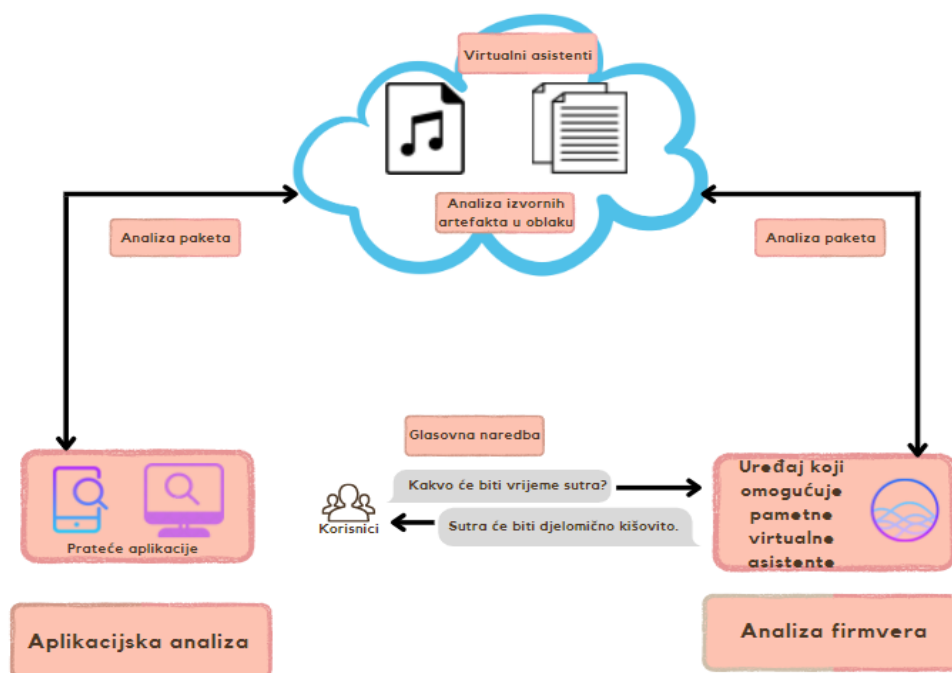 Virtualni asistenti
Analiza izvornih
artefakta u oblaku
Analiza paketa
Analiza paketa
Glasovna naredba
Kakvo će biti vrijeme sutra?
Sutra će biti djelomično kišovito.
Korisnici
Prateće aplikacije
Uređaj koji
omogućuje
pametne
virtualne
asistente
Aplikacijska analiza
Analiza firmvera